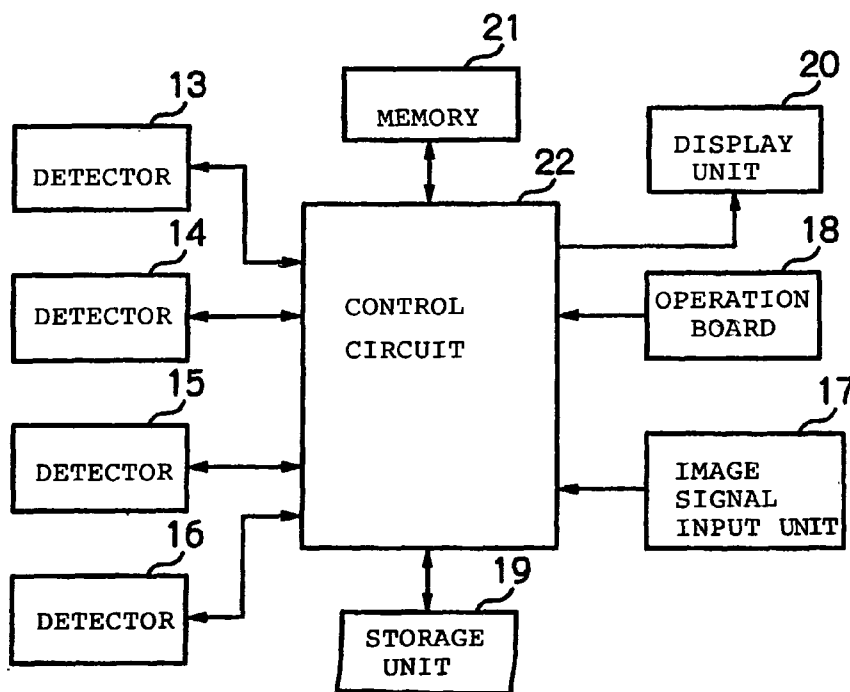 21
20
13
MEMORY
DETECTOR
DISPLAY
UNIT
22
14
18
DETECTOR
CONTROL
CIRCUIT
OPERATION
BOARD
15
17
DETECTOR
IMAGE
SIGNAL
INPUT UNIT
16
19
DETECTOR
STORAGE
UNIT